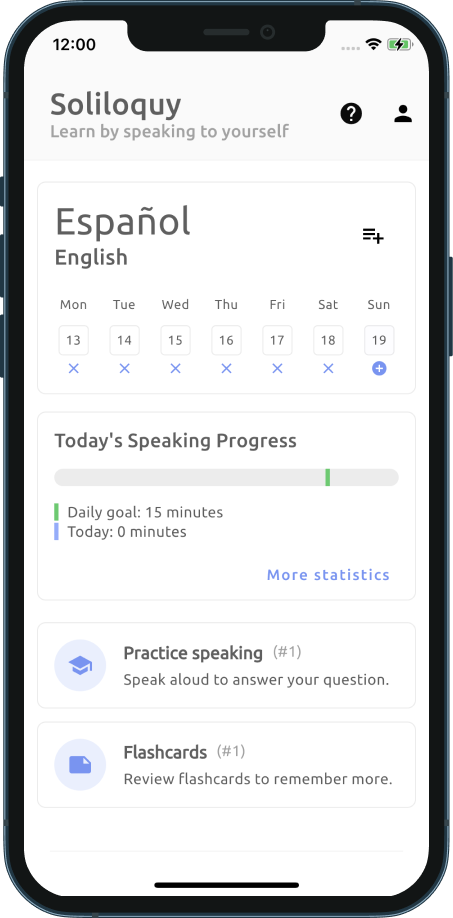 12:00
Soliloquy
Learn by speaking to yourself
Español
English
Mon Tue Wed Thu Fri Sat Sun
13 14 15 16 17 18 19
Today's Speaking Progress
Daily goal: 15 minutes
Today: 0 minutes
More statistics
Practice speaking (#1)
Speak aloud to answer your question.
Flashcards (#1)
Review flashcards to remember more.